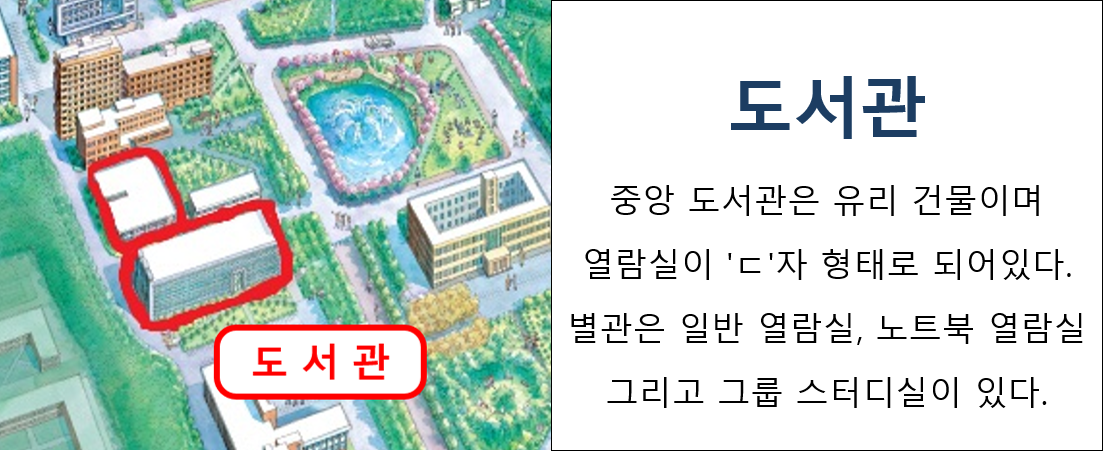 도서관
도서관
중앙 도서관은 유리 건물이며
열람실이 'ㄷ'자 형태로 되어있다.
별관은 일반 열람실, 노트북 열람실
그리고 그룹 스터디실이 있다.